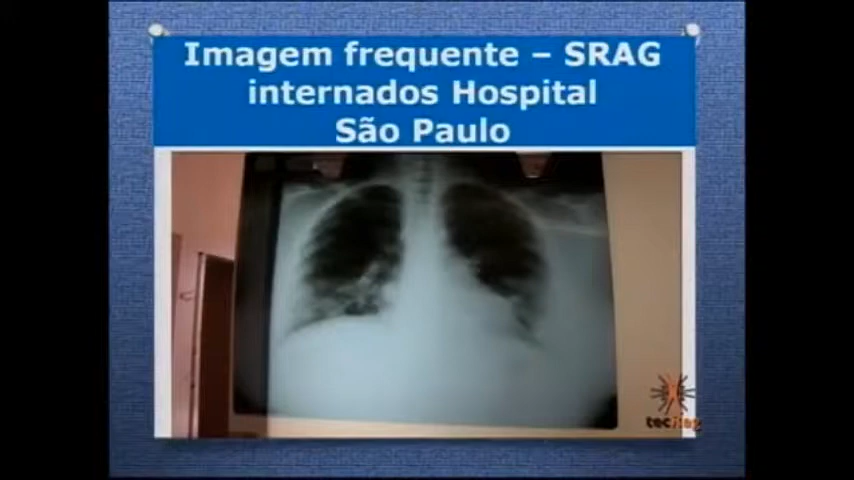 Imagem frequente – SRAG
internados Hospital
São Paulo